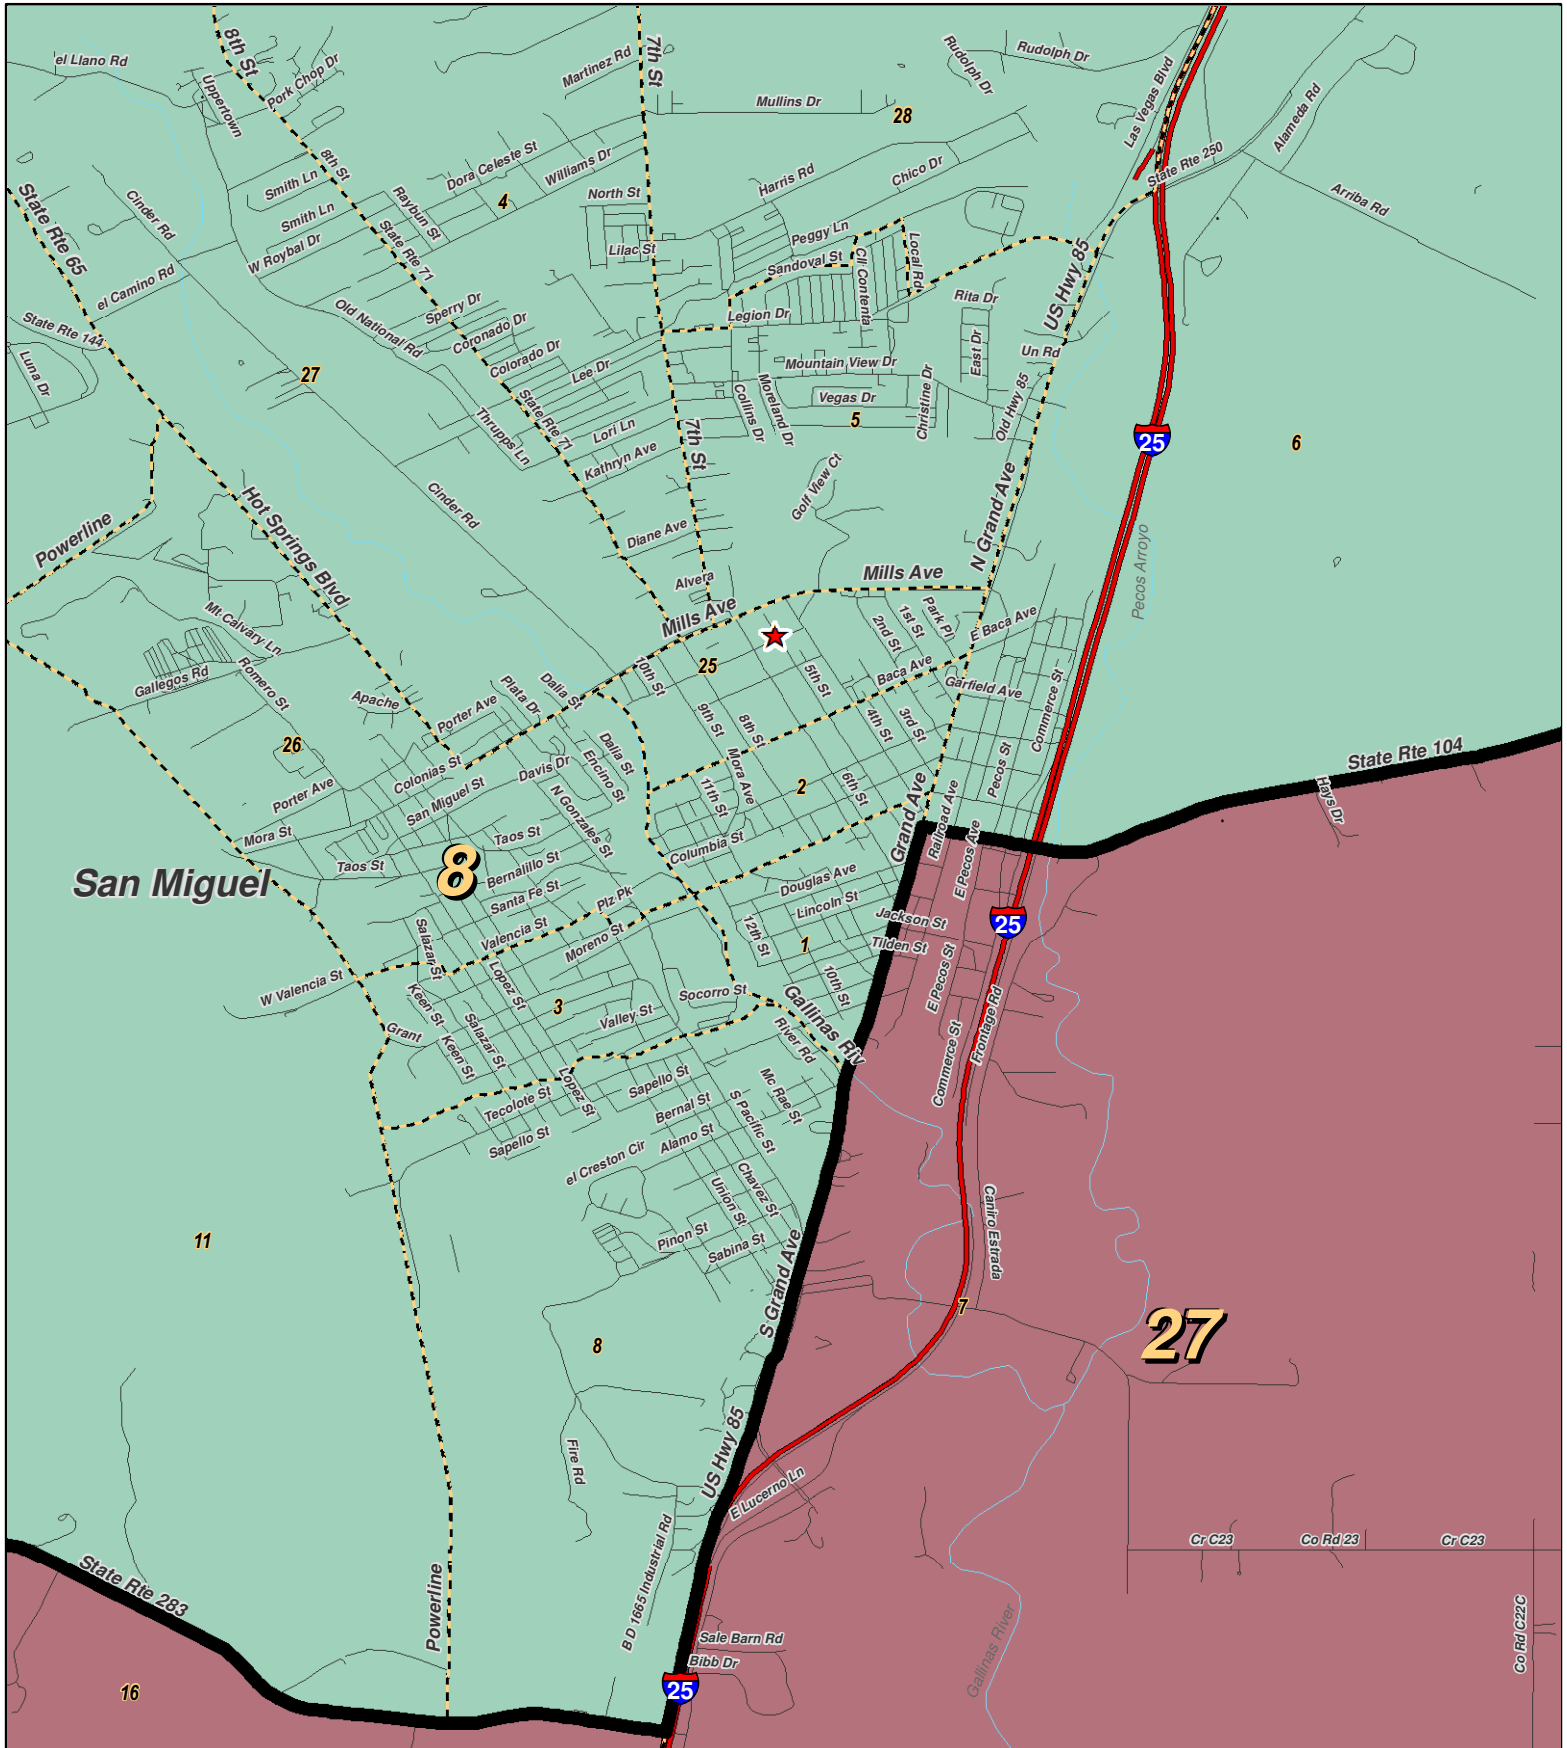 8th St
7th St
el Llano Rd
Uppertown
Pork Chop Dr
Martinez Rd
Mullins Dr
28
Rudolph Dr
Rudolph Dr
Las Vegas Blvd
Alameda Rd
State Rte 250
Arriba Rd
State Rte 65
Cinder Rd
Smith Ln
8th St
Smith Ln
W Roybal Dr
Raybun St
State Rte 71
Dora Celeste St
Williams Dr
4
North St
Lilac St
Harris Rd
Chico Dr
Peggy Ln
Sandoval St
Cll Contenta
Local Rd
US Hwy 85
el Camino Rd
State Rte 144
Luna Dr
Old National Rd
Sperry Dr
Coronado Dr
Colorado Dr
Lee Dr
Legion Dr
Rita Dr
Un Rd
East Dr
27
Mountain View Dr
Vegas Dr
Christine Dr
Old Hwy 85
Collins Dr
Moreland Dr
5
6
25
Thrupps Ln
State Rte 71
Lori Ln
Kathryn Ave
7th St
Golf View Ct
N Grand Ave
Powerline
Hot Springs Blvd
Cinder Rd
Diane Ave
Alvera
Mills Ave
Mills Ave
Pecos Arroyo
Mt Calvary Ln
Gallegos Rd
Romero St
Apache
Porter Ave
Plata Dr
Dalia St
10th St
25
5th St
2nd St
1st St
Park Pl
E Baca Ave
Baca Ave
Garfield Ave
Commerce St
26
9th St
8th St
4th St
3rd St
Colonias St
San Miguel St
Davis Dr
Dalia St
Encino St
Mora Ave
11th St
2
6th St
Pecos St
State Rte 104
Hays Dr
Porter Ave
Mora St
N Gonzales St
Taos St
Taos St
Columbia St
Grand Ave
Railroad Ave
E Pecos Ave
San Miguel
8
Bernalillo St
Santa Fe St
Plz Pk
Douglas Ave
Lincoln St
Jackson St
25
Valencia St
Moreno St
Salazar St
12th St
1
Tilden St
E Pecos St
W Valencia St
Keen St
Lopez St
3
Socorro St
Valley St
10th St
Gallinas Riv
River Rd
Frontage Rd
Commerce St
Grant
Keen St
Salazar St
Lopez St
Sapello St
Mc Rae St
Tecolote St
Bernal St
S Pacific St
Sapello St
Alamo St
el Creston Cir
Union St
Chavez St
Camino Estrada
11
Pinon St
Sabina St
S Grand Ave
7
27
8
Fire Rd
US Hwy 85
E Lucerno Ln
B D 1665 Industrial Rd
Cr C23
Co Rd 23
Cr C23
State Rte 283
Powerline
Sale Barn Rd
Bibb Dr
25
Gallinas River
Co Rd C22C
16